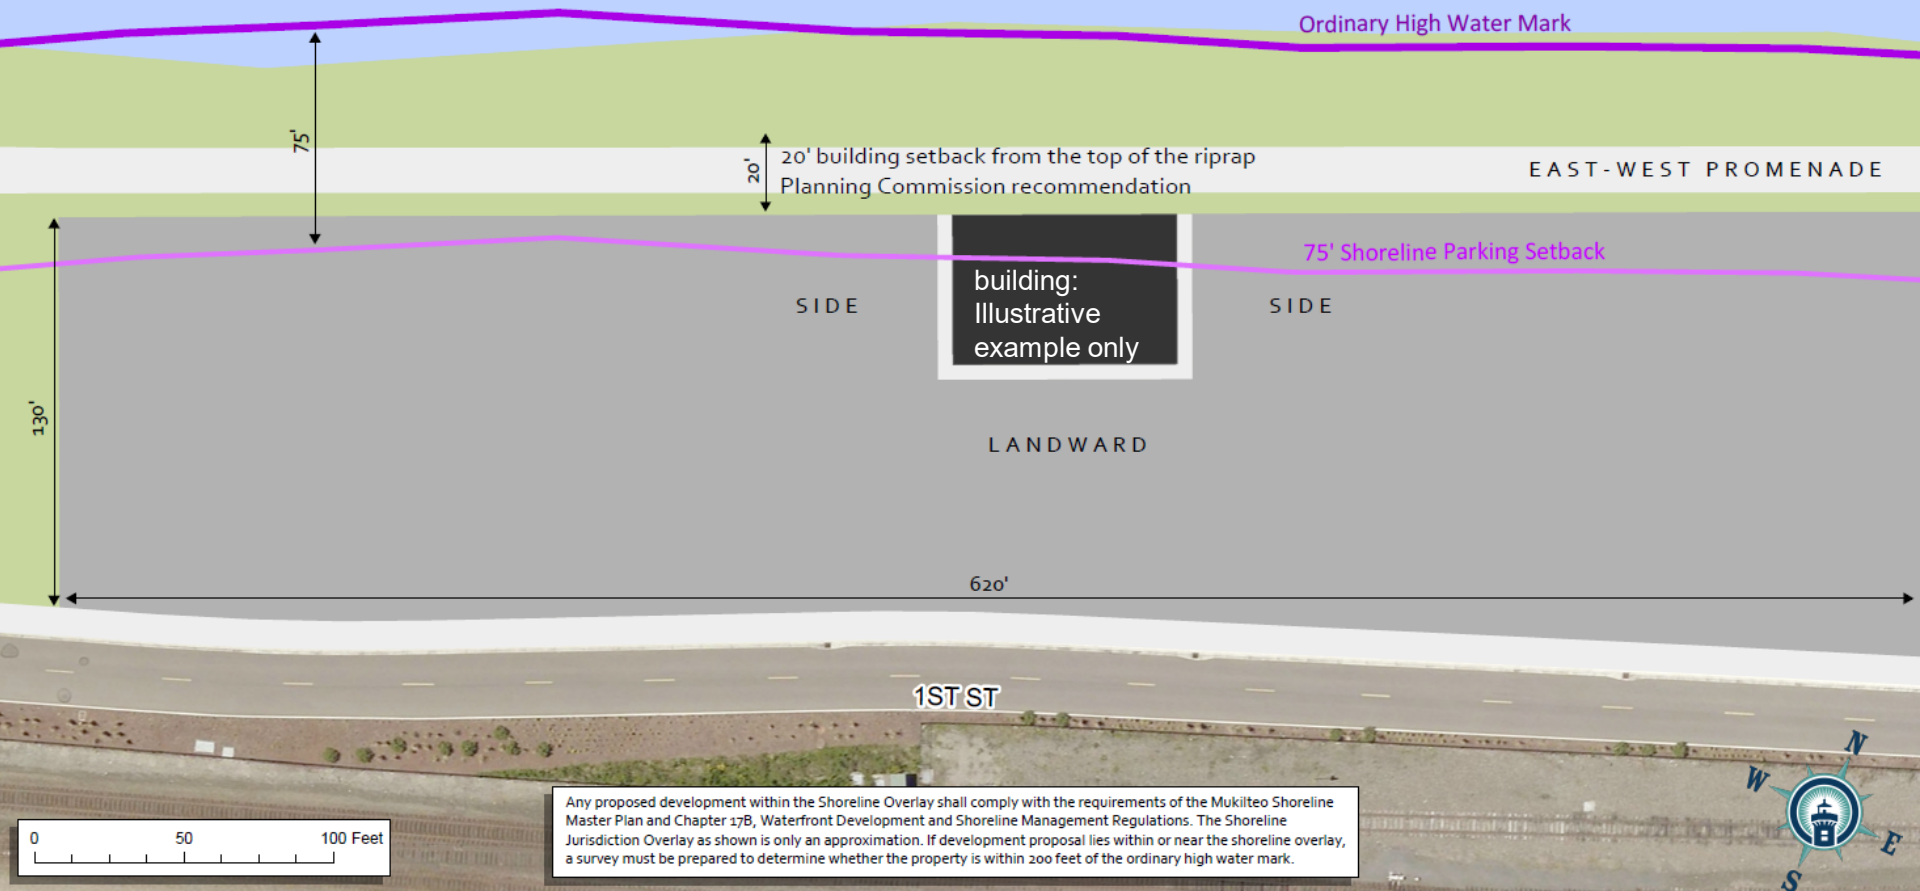 Ordinary High Water Mark
75'
20'
20' building setback from the top of the riprap
Planning Commission recommendation
EAST-WEST PROMENADE
75' Shoreline Parking Setback
building:
Illustrative
example only
SIDE
SIDE
130'
LANDWARD
620'
1ST ST
Any proposed development within the Shoreline Overlay shall comply with the requirements of the Mukilteo Shoreline
Master Plan and Chapter 17B, Waterfront Development and Shoreline Management Regulations. The Shoreline
Jurisdiction Overlay as shown is only an approximation. If development proposal lies within or near the shoreline overlay,
a survey must be prepared to determine whether the property is within 200 feet of the ordinary high water mark.
0 50 100 Feet
N
W
E
S